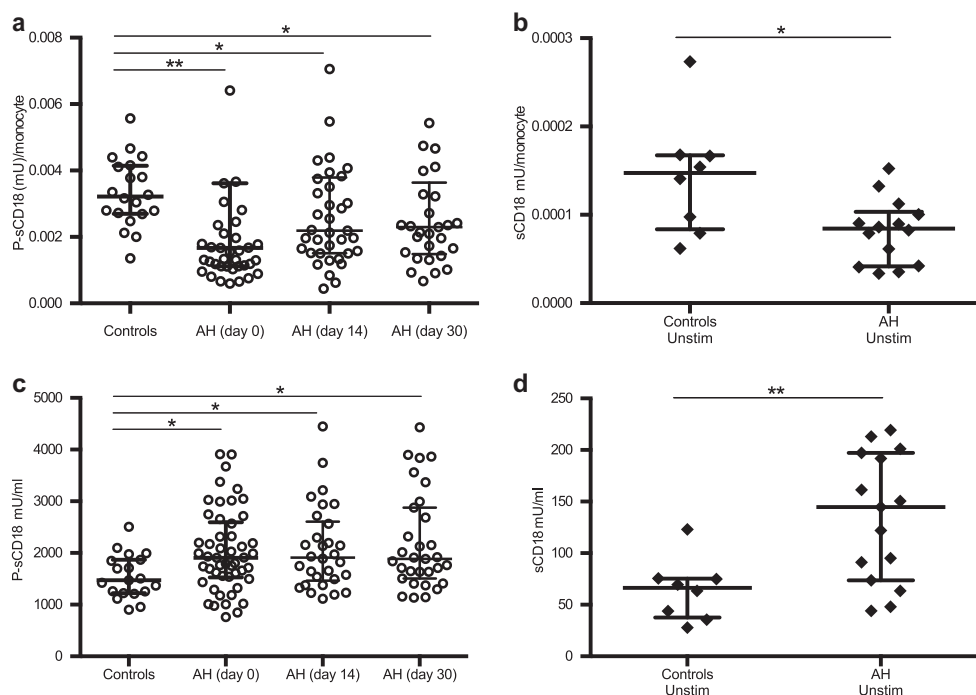 a
P-sCD18 (mU)/monocyte
0.008
0.006
0.004
0.002
0.000
*
*
**
Controls
AH (day 0)
AH (day 14)
AH (day 30)
b
sCD18 mU/monocyte
0.0003
0.0002
0.0001
0.0000
*
Controls
Unstim
AH
Unstim
c
P-sCD18 mU/ml
5000
4000
3000
2000
1000
0
*
*
*
Controls
AH (day 0)
AH (day 14)
AH (day 30)
d
sCD18 mU/ml
250
200
150
100
50
0
**
Controls
Unstim
AH
Unstim